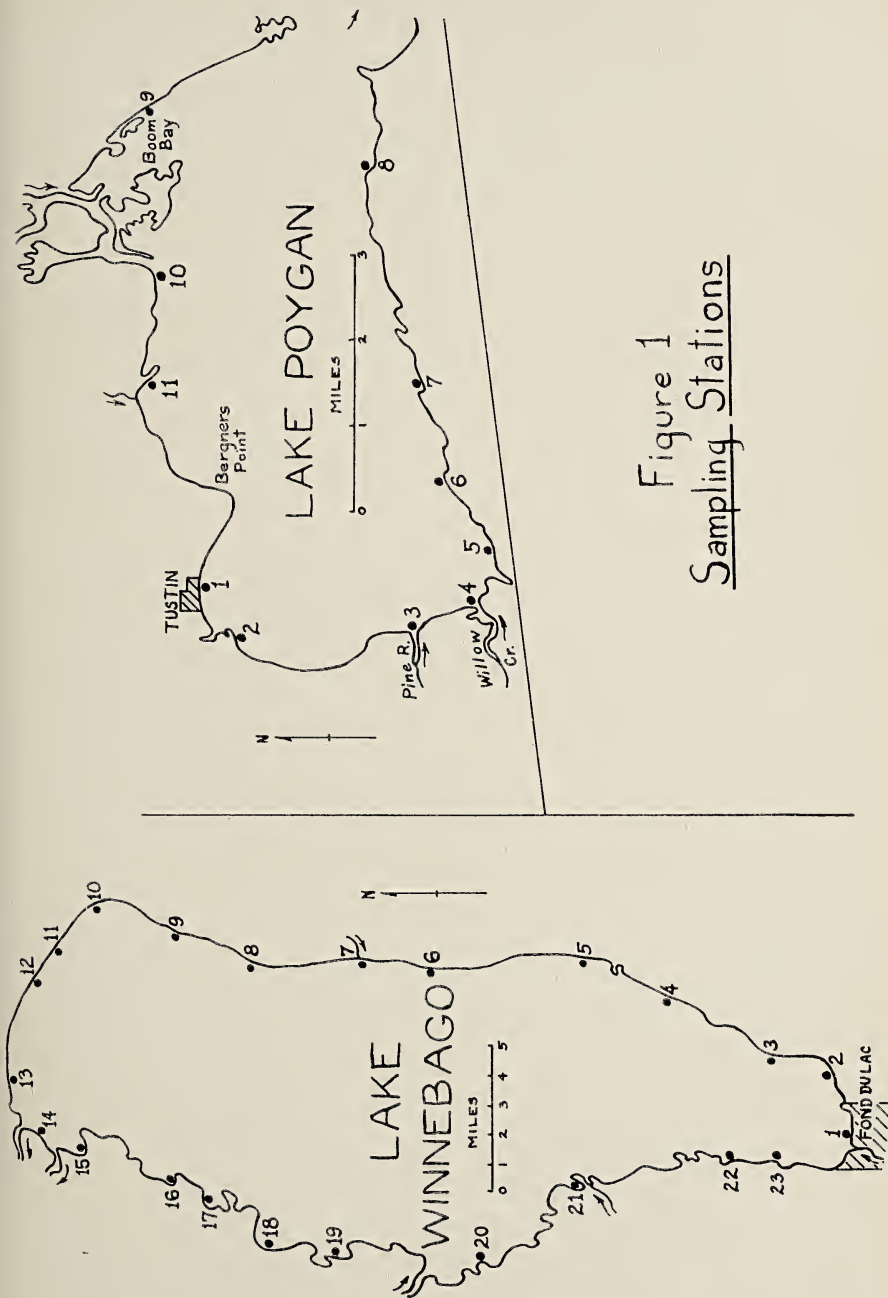 LAKE
WINNEBAGO
MILES
0 1 2 3 4 5
N
1
2
3
4
5
6
7
8
9
10
11
12
13
14
15
16
17
18
19
20
21
22
23
FOND DU LAC
LAKE POYGAN
MILES
0 1 2 3
N
TUSTIN
1
2
3
Pine R.
4
Willow
Cr.
5
6
7
8
9
Boom
Bay
10
11
Bergners
Point
Figure 1
Sampling Stations